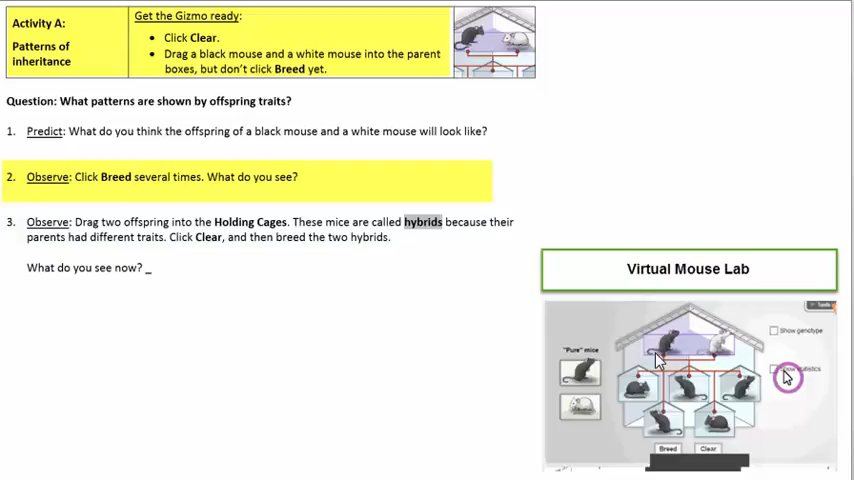 Activity A:
Patterns of
inheritance
Get the Gizmo ready:
• Click Clear.
• Drag a black mouse and a white mouse into the parent
boxes, but don't click Breed yet.
Question: What patterns are shown by offspring traits?
1. Predict: What do you think the offspring of a black mouse and a white mouse will look like?
2. Observe: Click Breed several times. What do you see?
3. Observe: Drag two offspring into the Holding Cages. These mice are called hybrids because their
parents had different traits. Click Clear, and then breed the two hybrids.
What do you see now? _
Virtual Mouse Lab
Show genotype
"Pure" mice
statistics
Breed
Clear